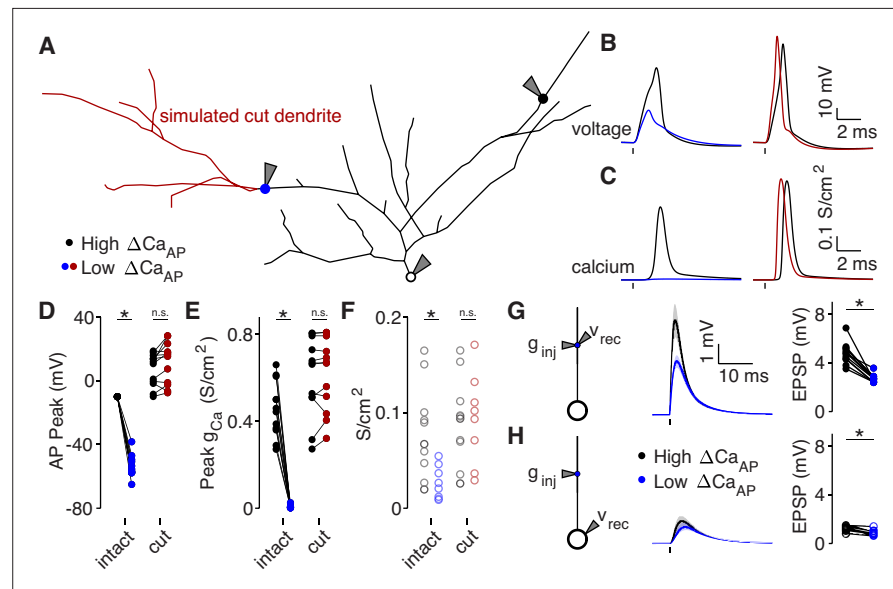 A
simulated cut dendrite
High ΔCa_AP
Low ΔCa_AP
B
voltage
10 mV
2 ms
C
calcium
0.1 S/cm²
2 ms
D
AP Peak (mV)
40
0
-40
-80
* n.s.
intact
cut
E
Peak g_Ca (S/cm²)
0.8
0.4
0
* n.s.
intact
cut
F
S/cm²
0.2
0.1
0
* n.s.
intact
cut
G
g_inj
v_rec
1 mV
10 ms
EPSP (mV)
8
4
0
*
H
g_inj
v_rec
High ΔCa_AP
Low ΔCa_AP
EPSP (mV)
8
4
0
*